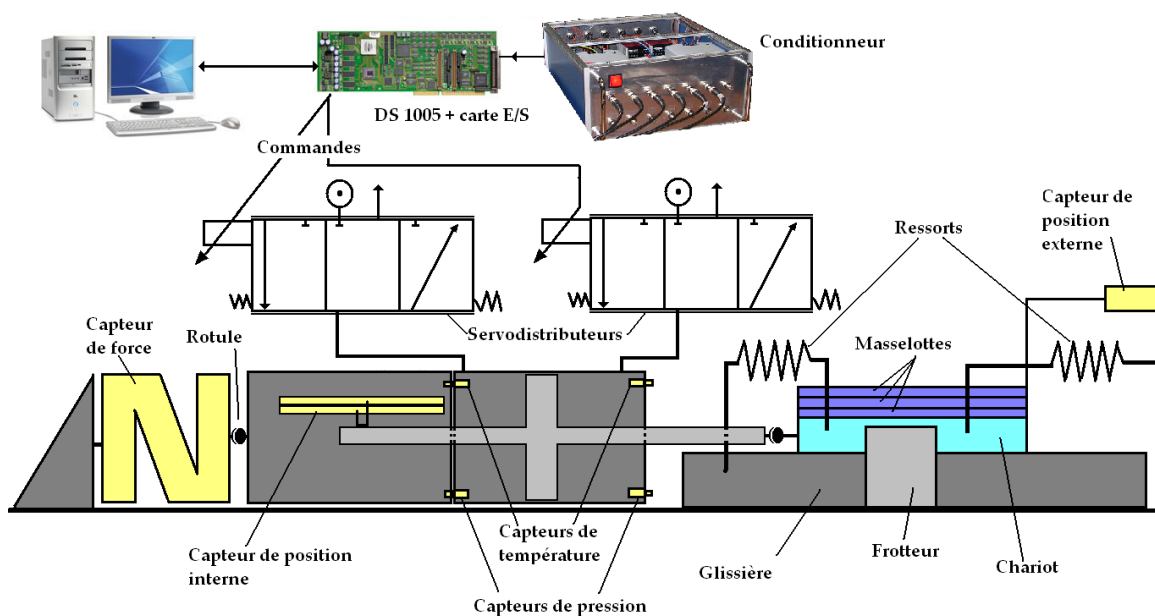 Conditionneur
DS 1005 + carte E/S
Commandes
Capteur de
position
externe
Ressorts
Capteur
de force
Rotule
Servodistributeurs
Masselottes
Capteur de position
interne
Capteurs de
température
Capteurs de pression
Glissière
Frotteur
Chariot